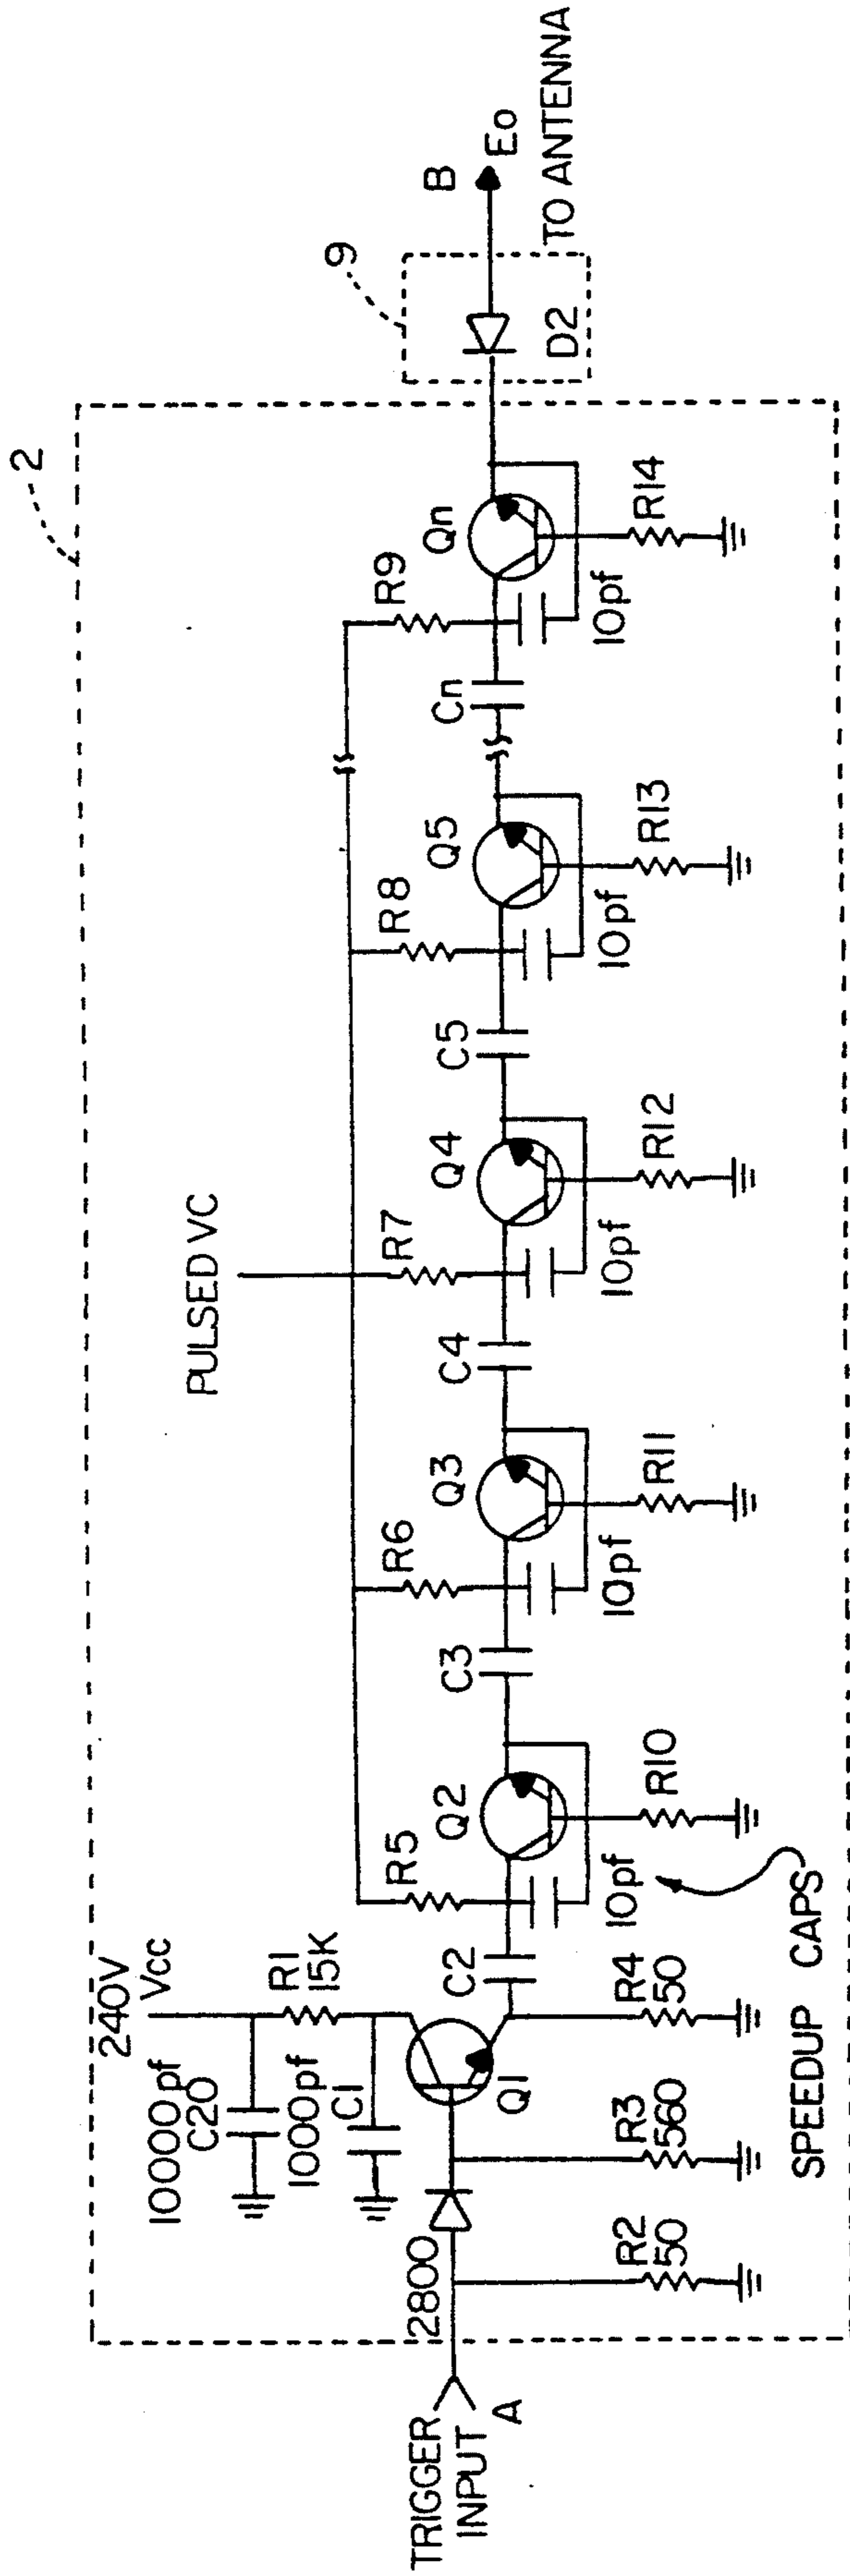 2
9
PULSED VC
240V
Vcc
10000pf
C20
R1
15K
1000pf
C1
R5
R6
R7
R8
R9
TRIGGER
INPUT
A
2800
Q1
C2
Q2
C3
Q3
C4
Q4
C5
Q5
Cn
Qn
D2
B
Eo
TO ANTENNA
10pf
10pf
10pf
10pf
10pf
R2
50
R3
560
R4
50
R10
R11
R12
R13
R14
SPEEDUP CAPS